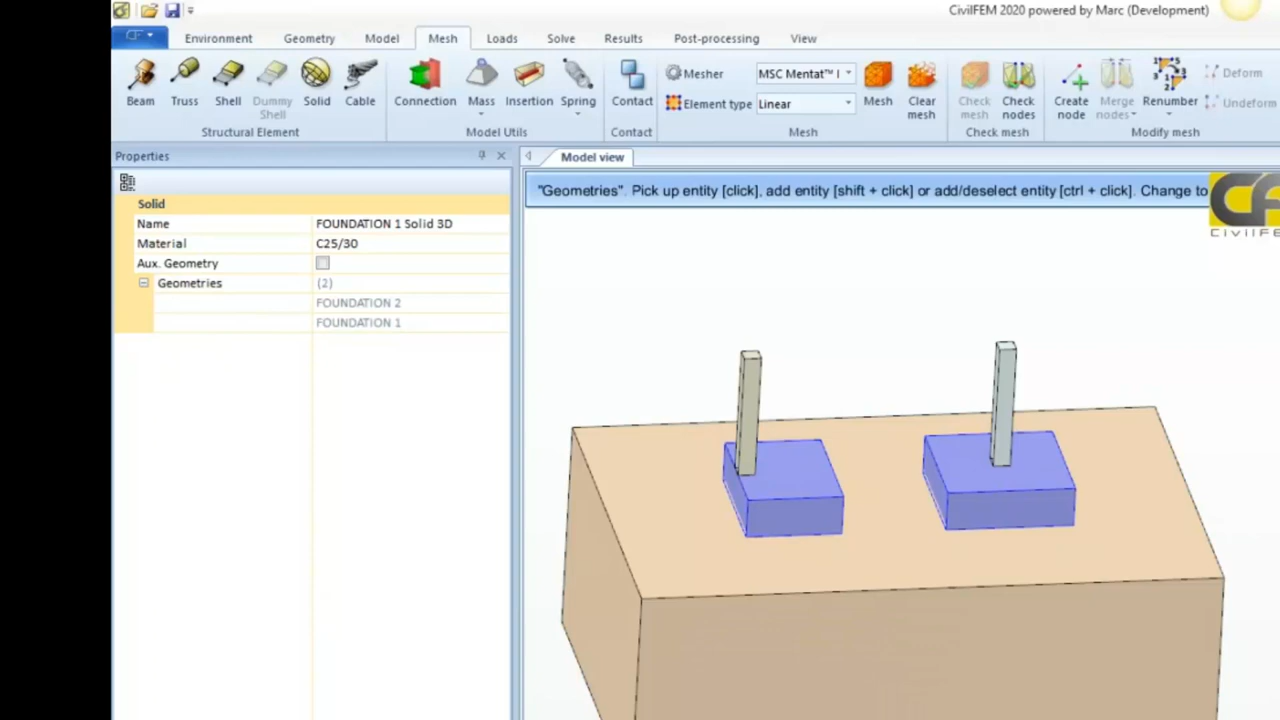 CivilFEM 2020 powered by Marc (Development)
Environment Geometry Model Mesh Loads Solve Results Post-processing View
Beam Truss Shell Dummy Shell Solid Cable Connection Mass Insertion Spring Contact Mesher MSC Mentat™ Element type Linear Mesh Clear mesh Check mesh Check nodes Create node Merge nodes Renumber Deform Undeform
Structural Element Model Utils Contact Mesh Check mesh Modify mesh
Properties
Model view
"Geometries". Pick up entity [click], add entity [shift + click] or add/deselect entity [ctrl + click]. Change to
CIVILFE
Solid
Name FOUNDATION 1 Solid 3D
Material C25/30
Aux. Geometry
Geometries {2}
FOUNDATION 2
FOUNDATION 1